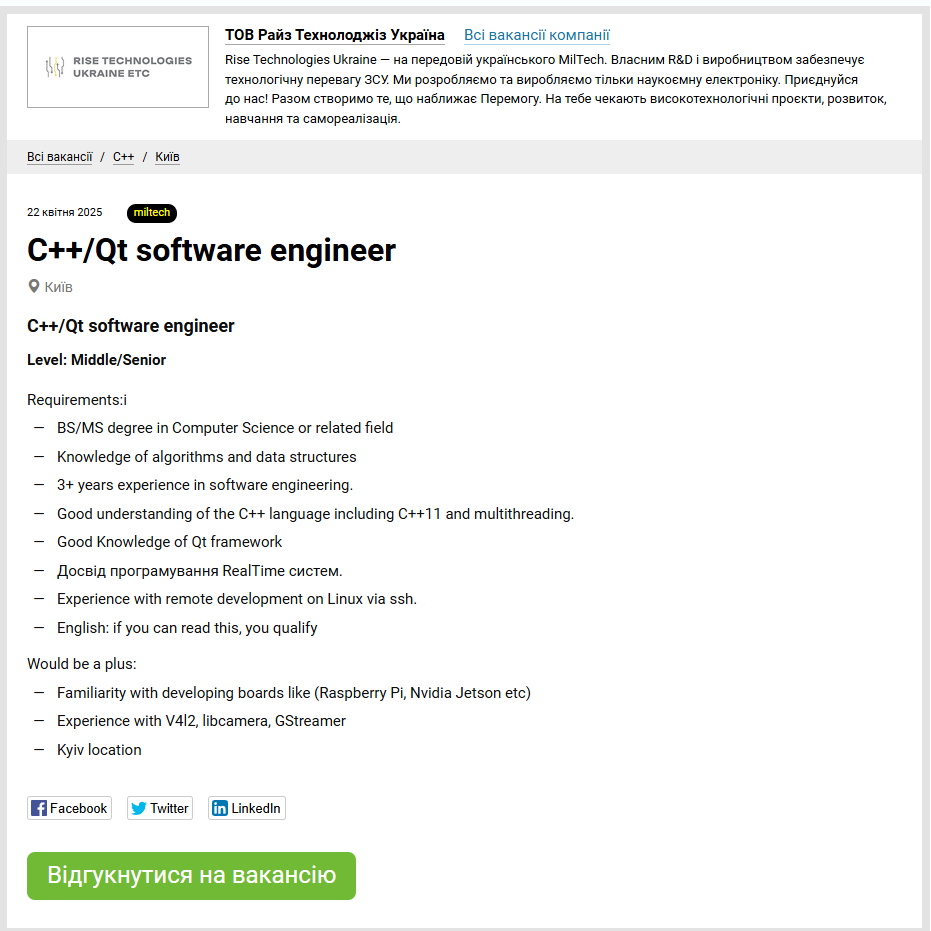 RISE TECHNOLOGIES
UKRAINE ETC
ТОВ Райз Технолоджіз Україна Всі вакансії компанії
Rise Technologies Ukraine — на передовій українського MilTech. Власним R&D і виробництвом забезпечує
технологічну перевагу ЗСУ. Ми розробляємо та виробляємо тільки наукоємну електроніку. Приєднуйся
до нас! Разом створимо те, що наближає Перемогу. На тебе чекають високотехнологічні проєкти, розвиток,
навчання та самореалізація.
Всі вакансії / C++ / Київ
22 квітня 2025 miltech
C++/Qt software engineer
Київ
C++/Qt software engineer
Level: Middle/Senior
Requirements:і
— BS/MS degree in Computer Science or related field
— Knowledge of algorithms and data structures
— 3+ years experience in software engineering.
— Good understanding of the C++ language including C++11 and multithreading.
— Good Knowledge of Qt framework
— Досвід програмування RealTime систем.
— Experience with remote development on Linux via ssh.
— English: if you can read this, you qualify
Would be a plus:
— Familiarity with developing boards like (Raspberry Pi, Nvidia Jetson etc)
— Experience with V4l2, libcamera, GStreamer
— Kyiv location
Facebook Twitter LinkedIn
Відгукнутися на вакансію